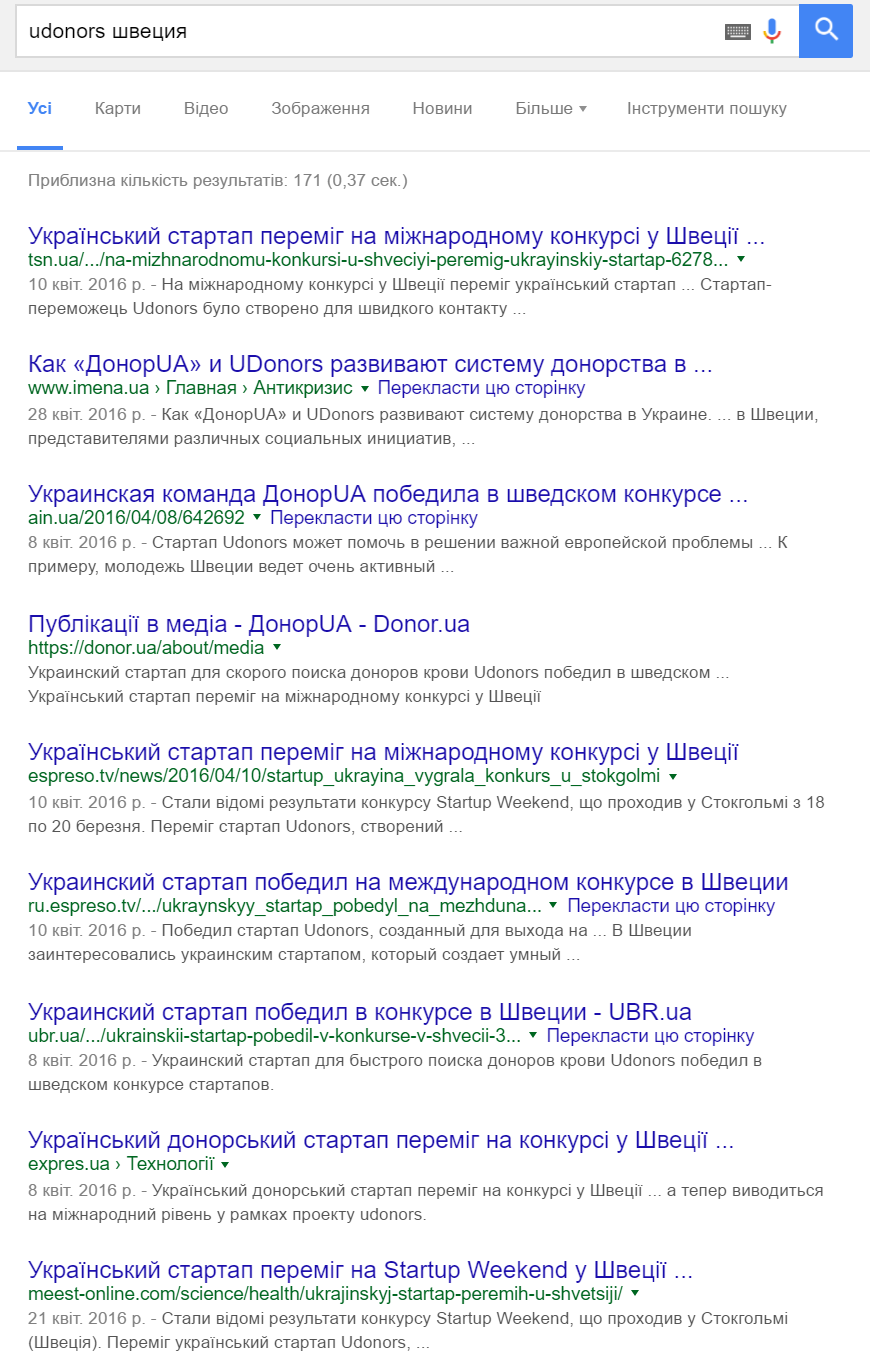 udonors швеция
Усі Карти Відео Зображення Новини Більше Інструменти пошуку
Приблизна кількість результатів: 171 (0,37 сек.)
Український стартап переміг на міжнародному конкурсі у Швеції ...
tsn.ua/.../na-mizhnarodnomu-konkursi-u-shveciyi-peremig-ukrayinskiy-startap-6278...
10 квіт. 2016 р. - На міжнародному конкурсі у Швеції переміг український стартап ... Стартап-
переможець Udonors було створено для швидкого контакту ...
Как «ДонорUA» и UDonors развивают систему донорства в ...
www.imena.ua › Главная › Антикризис Перекласти цю сторінку
28 квіт. 2016 р. - Как «ДонорUA» и UDonors развивают систему донорства в Украине. ... в Швеции,
представителями различных социальных инициатив, ...
Украинская команда ДонорUA победила в шведском конкурсе ...
ain.ua/2016/04/08/642692 Перекласти цю сторінку
8 квіт. 2016 р. - Стартап Udonors может помочь в решении важной европейской проблемы ... К
примеру, молодежь Швеции ведет очень активный ...
Публікації в медіа - ДонорUA - Donor.ua
https://donor.ua/about/media
Украинский стартап для скорого поиска доноров крови Udonors победил в шведском ...
Український стартап переміг на міжнародному конкурсі у Швеції
Український стартап переміг на міжнародному конкурсі у Швеції
espreso.tv/news/2016/04/10/startup_ukrayina_vygrala_konkurs_u_stokgolmi
10 квіт. 2016 р. - Стали відомі результати конкурсу Startup Weekend, що проходив у Стокгольмі з 18
по 20 березня. Переміг стартап Udonors, створений ...
Украинский стартап победил на международном конкурсе в Швеции
ru.espreso.tv/.../ukraynskyy_startap_pobedyl_na_mezhduna... Перекласти цю сторінку
10 квіт. 2016 р. - Победил стартап Udonors, созданный для выхода на ... В Швеции
заинтересовались украинским стартапом, который создает умный ...
Украинский стартап победил в конкурсе в Швеции - UBR.ua
ubr.ua/.../ukrainskii-startap-pobedil-v-konkurse-v-shvecii-3... Перекласти цю сторінку
8 квіт. 2016 р. - Украинский стартап для быстрого поиска доноров крови Udonors победил в
шведском конкурсе стартапов.
Український донорський стартап переміг на конкурсі у Швеції ...
expres.ua › Технології
8 квіт. 2016 р. - Український донорський стартап переміг на конкурсі у Швеції ... а тепер виводиться
на міжнародний рівень у рамках проекту udonors.
Український стартап переміг на Startup Weekend у Швеції ...
meest-online.com/science/health/ukrajinskyj-startap-peremih-u-shvetsiji/
21 квіт. 2016 р. - Стали відомі результати конкурсу Startup Weekend, що проходив у Стокгольмі
(Швеція). Переміг український стартап Udonors, ...